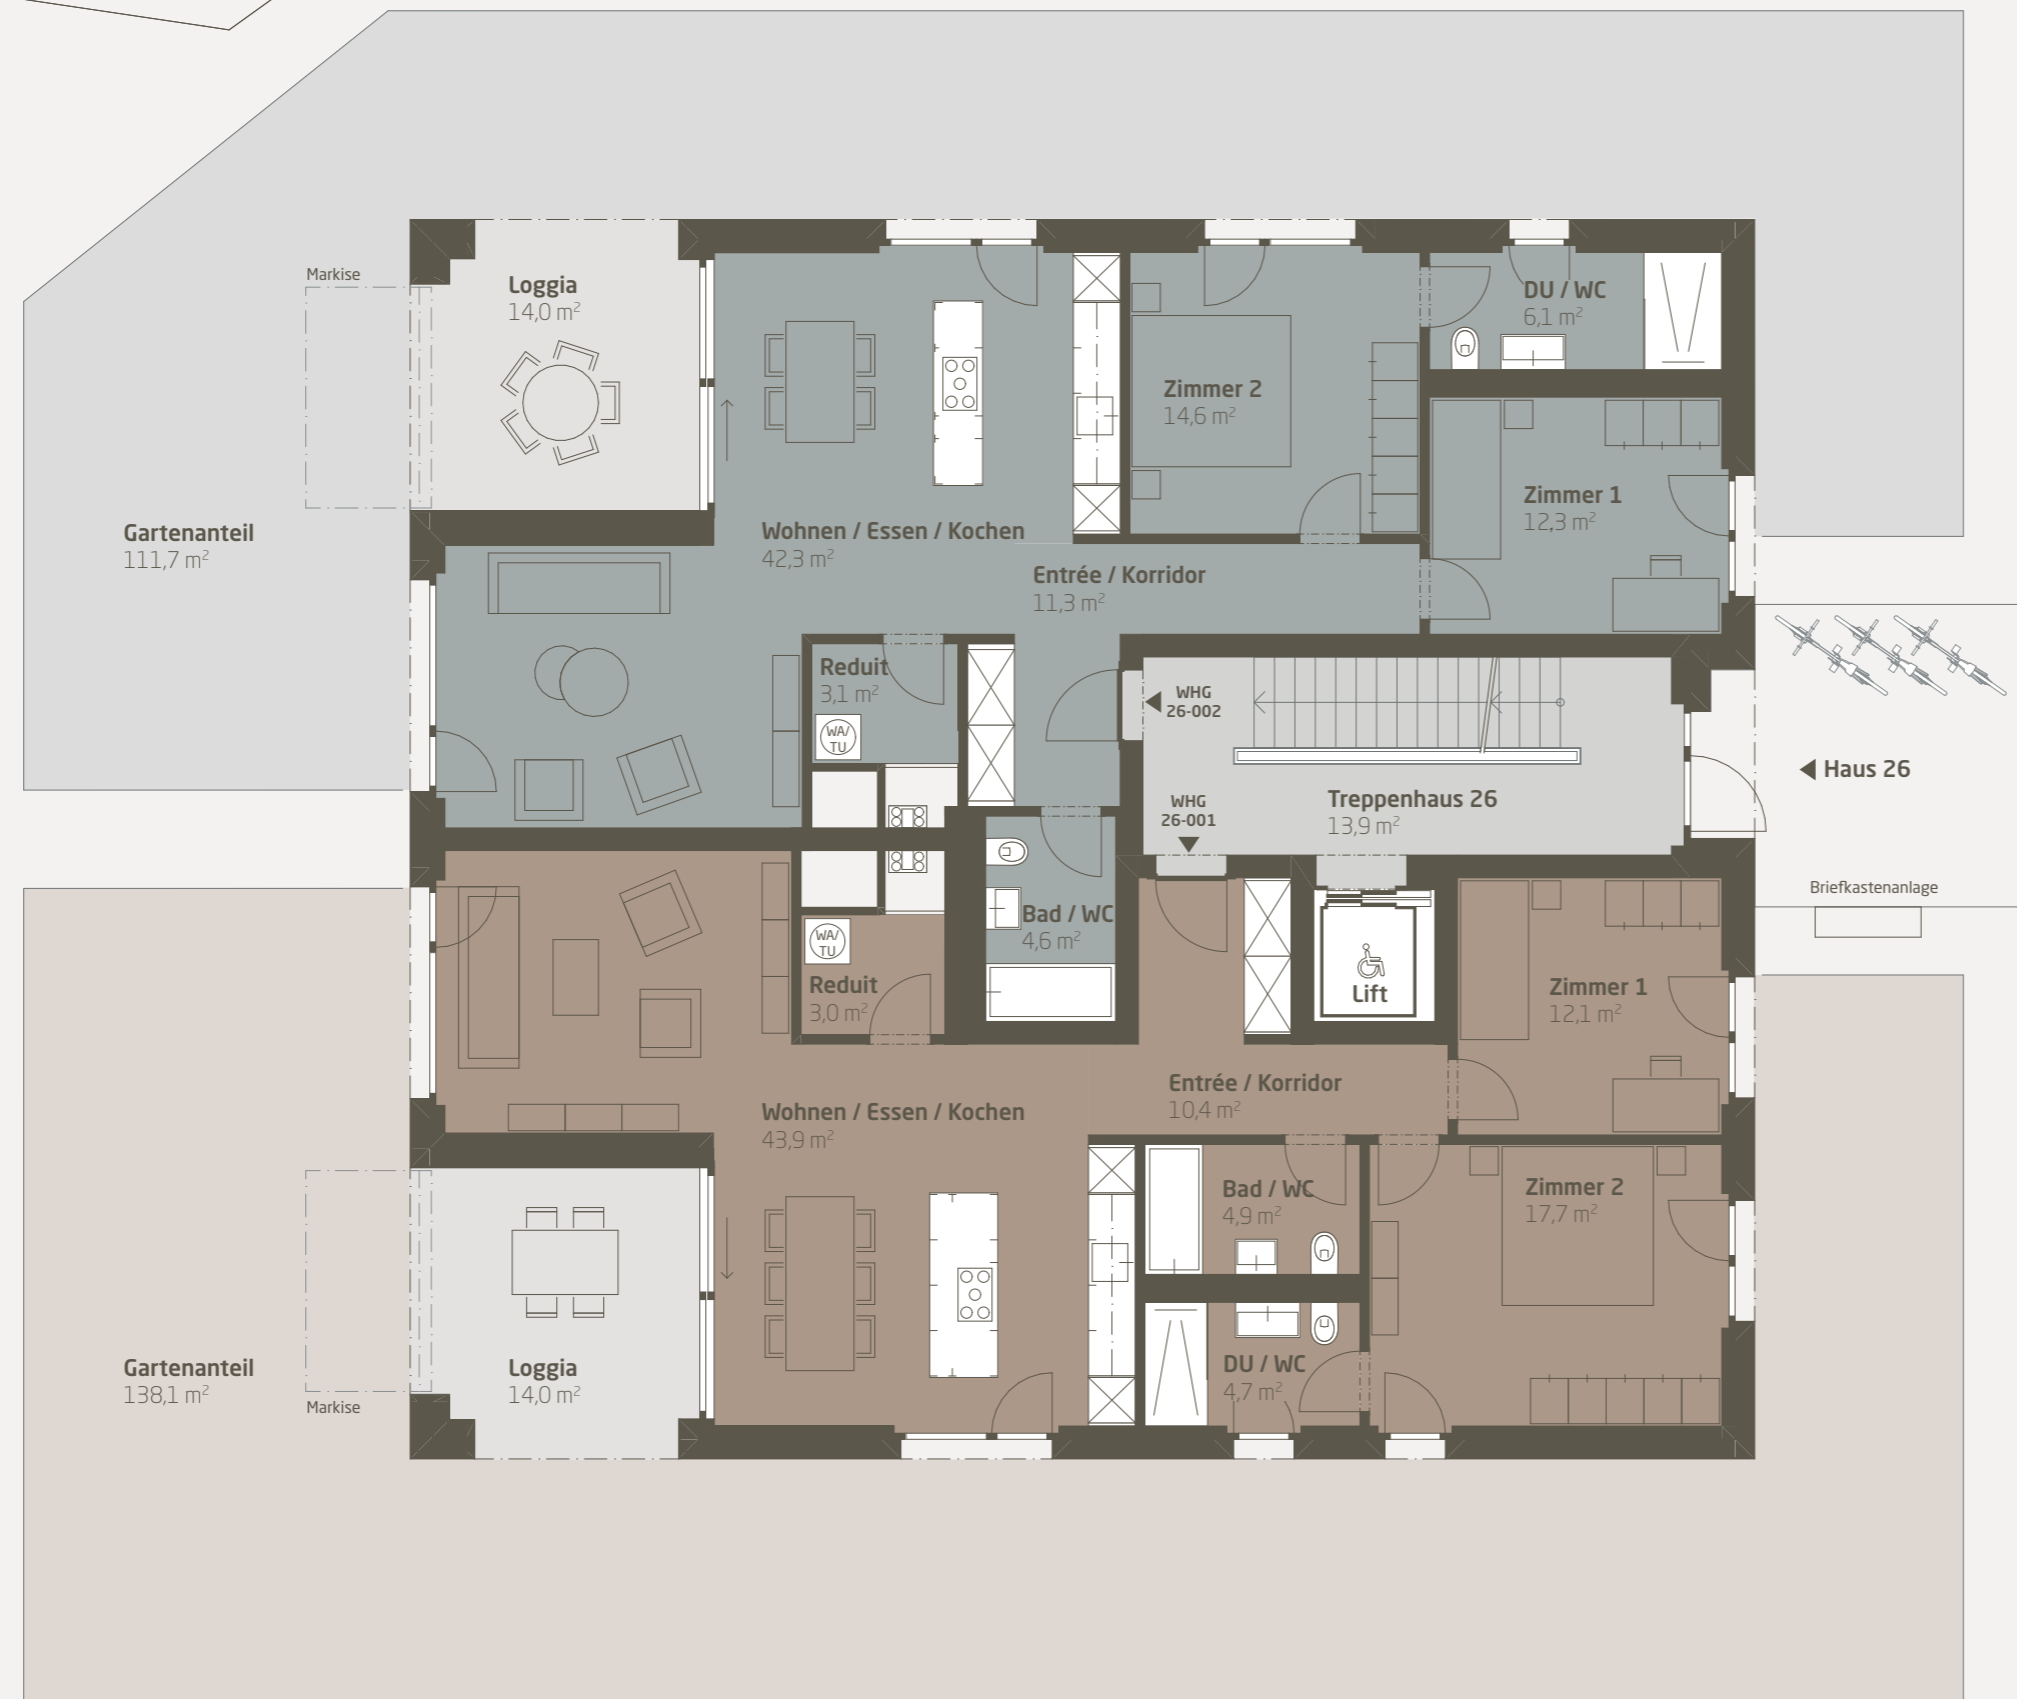 Markise
Loggia
14,0 m²
DU / WC
6,1 m²
Zimmer 2
14,6 m²
Zimmer 1
12,3 m²
Gartenanteil
111,7 m²
Wohnen / Essen / Kochen
42,3 m²
Entrée / Korridor
11,3 m²
Reduit
3,1 m²
WA/
TU
WHG
26-002
Haus 26
WHG
26-001
Treppenhaus 26
13,9 m²
Briefkastenanlage
Bad / WC
4,6 m²
WA/
TU
Reduit
3,0 m²
Lift
Zimmer 1
12,1 m²
Entrée / Korridor
10,4 m²
Wohnen / Essen / Kochen
43,9 m²
Bad / WC
4,9 m²
Zimmer 2
17,7 m²
Gartenanteil
138,1 m²
Markise
Loggia
14,0 m²
DU / WC
4,7 m²